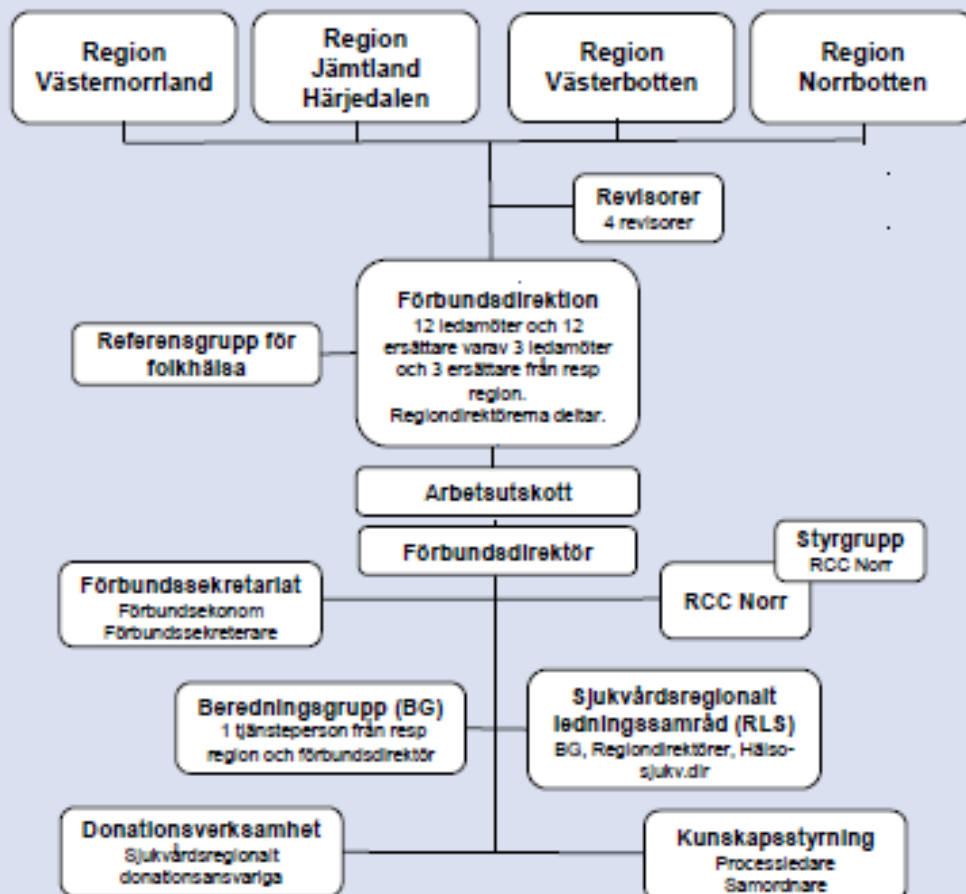 Region
Västernorrland
Region
Jämtland
Härjedalen
Region
Västerbotten
Region
Norrbotten
Revisorer
4 revisorer
Förbundsdirektion
12 ledamöter och 12
ersättare varav 3 ledamöter
och 3 ersättare från resp
region.
Regiondirektörerna deltar.
Referensgrupp för
folkhälsa
Arbetsutskott
Förbundsdirektör
Styrgrupp
RCC Norr
RCC Norr
Förbundssekretariat
Förbundsekonom
Förbundssekreterare
Beredningsgrupp (BG)
1 tjänsteperson från resp
region och förbundsdirektör
Sjukvårdsregionalt
ledningssamråd (RLS)
BG, Regiondirektörer, Hälso-
sjukv.dir
Donationsverksamhet
Sjukvårdsregionalt
donationsansvariga
Kunskapsstyrning
Processledare
Samordnare